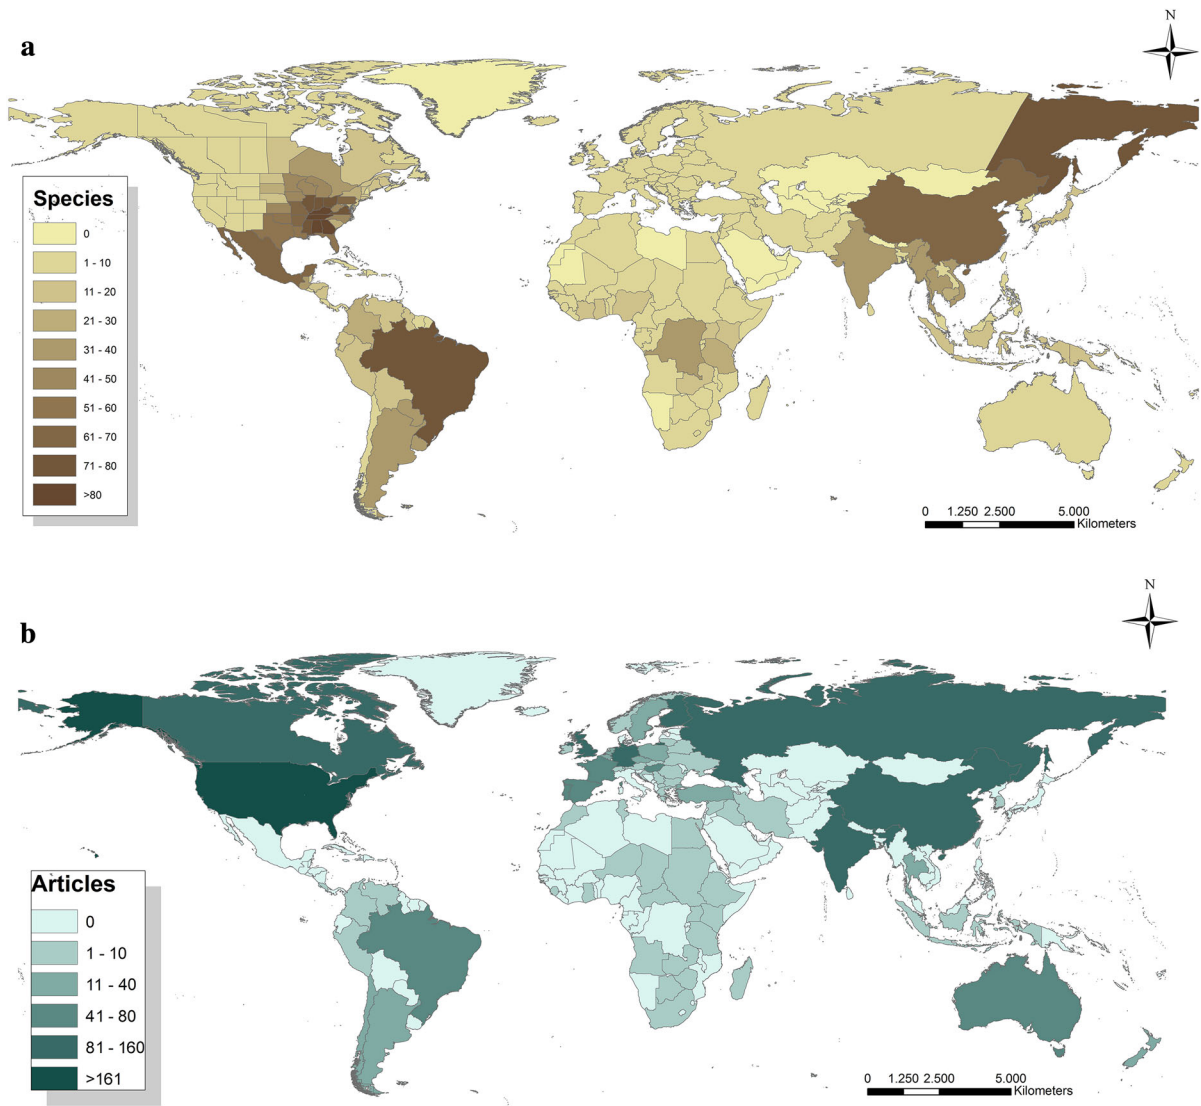 a
N
Species
0
1 - 10
11 - 20
21 - 30
31 - 40
41 - 50
51 - 60
61 - 70
71 - 80
>80
0 1.250 2.500 5.000
Kilometers
b
N
Articles
0
1 - 10
11 - 40
41 - 80
81 - 160
>161
0 1.250 2.500 5.000
Kilometers